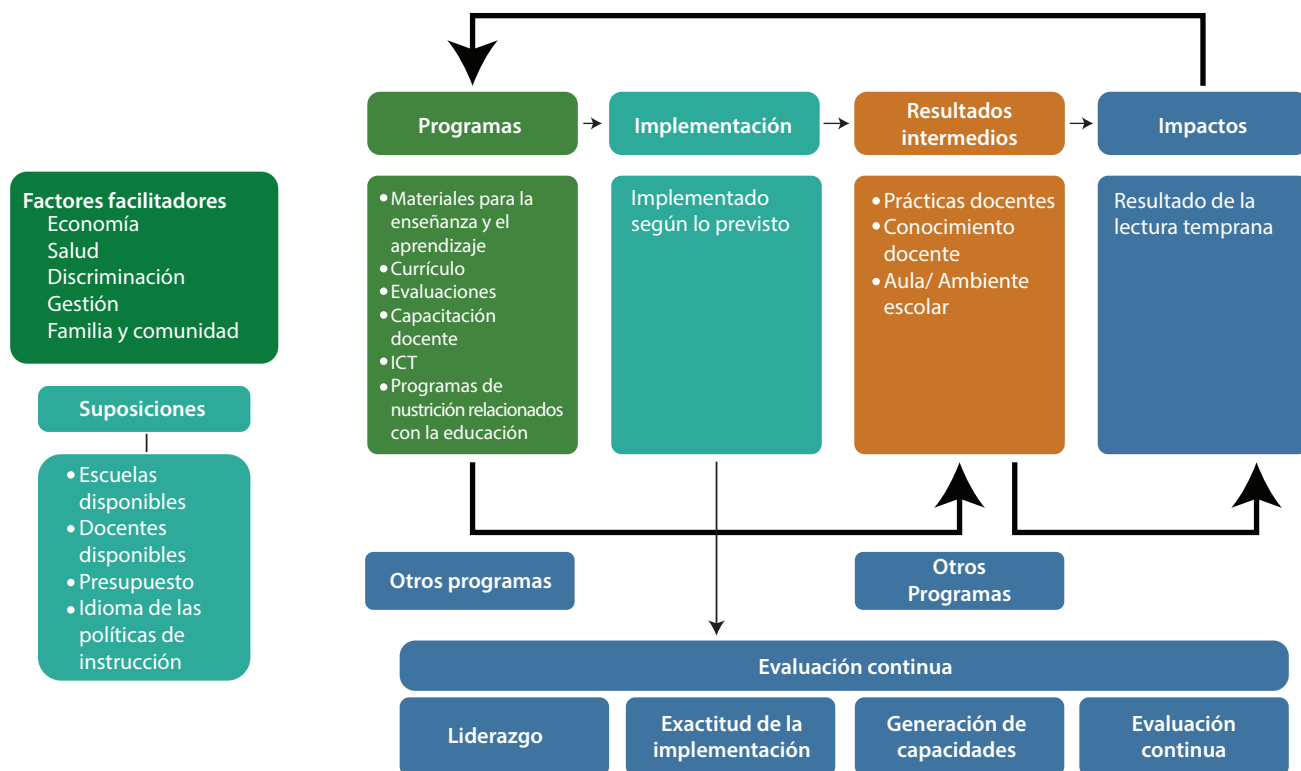 Programas
Implementación
Resultados
intermedios
Impactos
Factores facilitadores
Economía
Salud
Discriminación
Gestión
Familia y comunidad
Suposiciones
• Escuelas
disponibles
• Docentes
disponibles
• Presupuesto
• Idioma de las
políticas de
instrucción
• Materiales para la
enseñanza y el
aprendizaje
• Currículo
• Evaluaciones
• Capacitación
docente
• ICT
• Programas de
nustrición relacionados
con la educación
Implementado
según lo previsto
• Prácticas docentes
• Conocimiento
docente
• Aula/ Ambiente
escolar
Resultado de la
lectura temprana
Otros programas
Otros
Programas
Evaluación continua
Liderazgo
Exactitud de la
implementación
Generación de
capacidades
Evaluación
continua